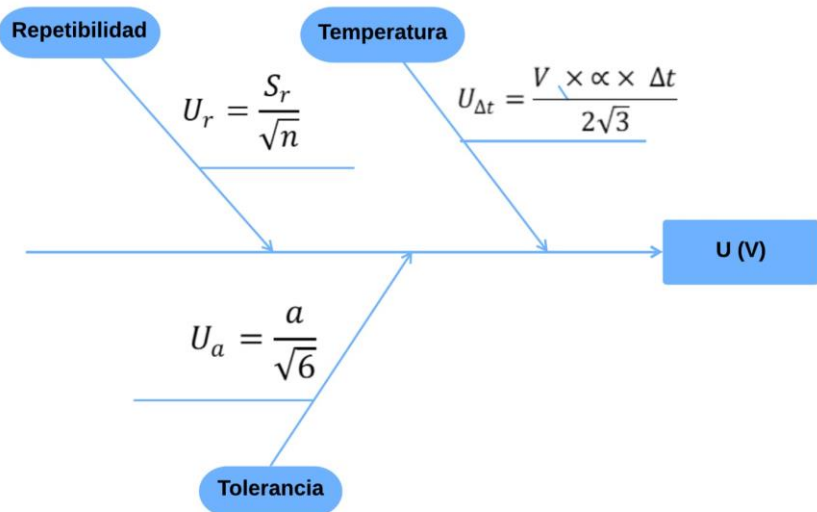 Repetibilidad
Temperatura
U_r = S_r / √n
U_Δt = V × ∝ × Δt / 2√3
U (V)
U_a = a / √6
Tolerancia